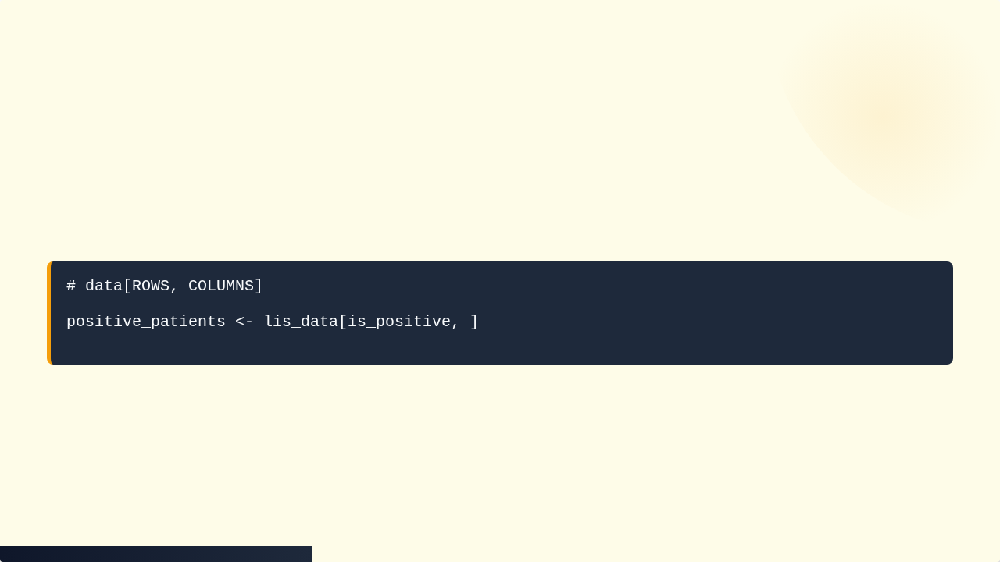 # data[ROWS, COLUMNS]
positive_patients <- lis_data[is_positive, ]